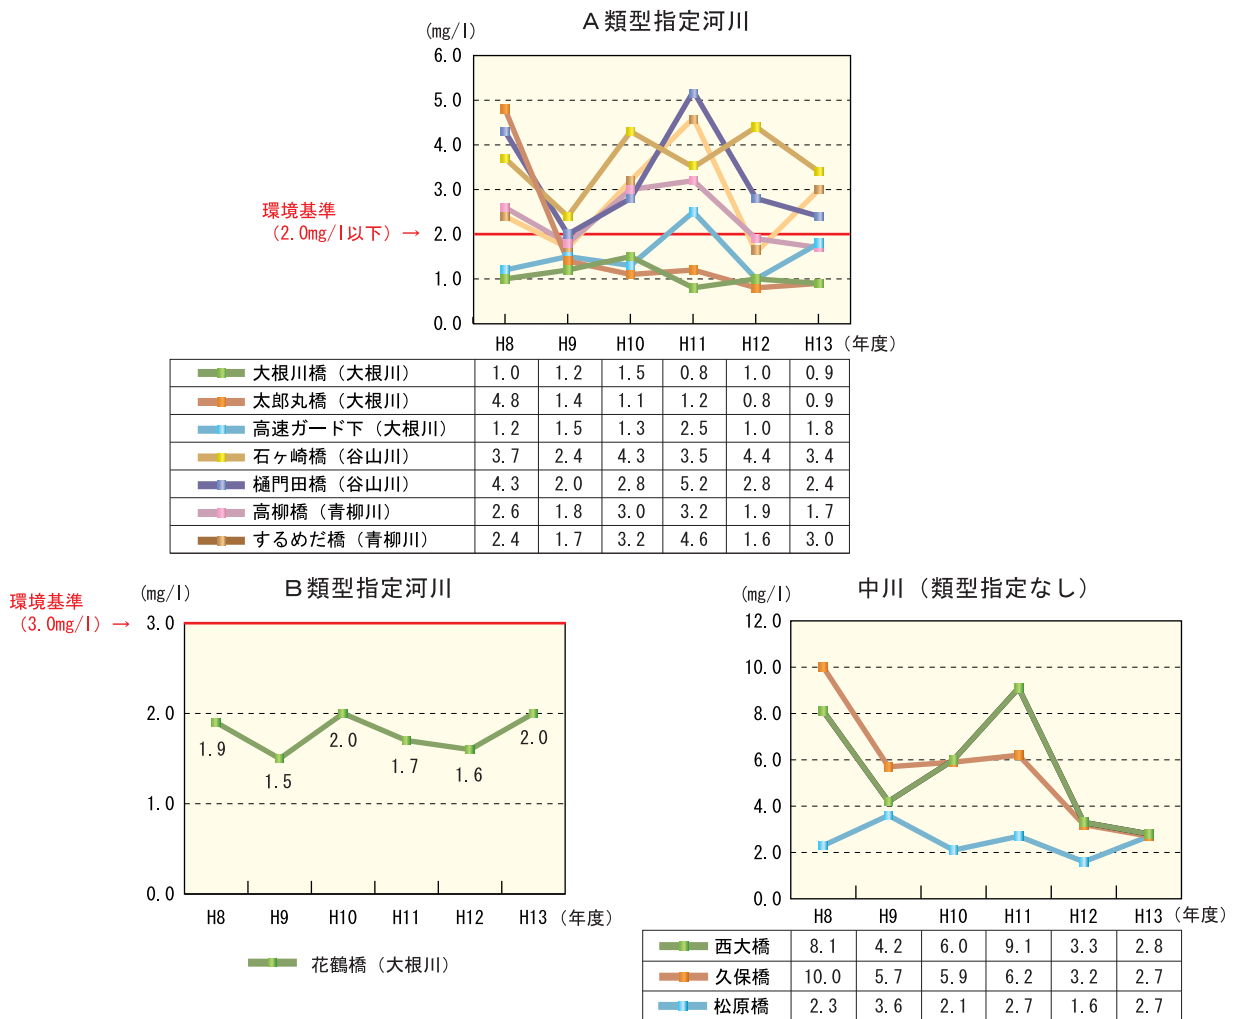 A類型指定河川
(mg/l)
6.0
5.0
4.0
3.0
2.0
1.0
0.0
環境基準
（2.0mg/l以下）→
H8 H9 H10 H11 H12 H13（年度）
大根川橋（大根川） 1.0 1.2 1.5 0.8 1.0 0.9
太郎丸橋（大根川） 4.8 1.4 1.1 1.2 0.8 0.9
高速ガード下（大根川） 1.2 1.5 1.3 2.5 1.0 1.8
石ヶ崎橋（谷山川） 3.7 2.4 4.3 3.5 4.4 3.4
樋門田橋（谷山川） 4.3 2.0 2.8 5.2 2.8 2.4
高柳橋（青柳川） 2.6 1.8 3.0 3.2 1.9 1.7
するめだ橋（青柳川） 2.4 1.7 3.2 4.6 1.6 3.0
B類型指定河川
(mg/l)
環境基準
（3.0mg/l）→
3.0
2.0
1.0
0.0
1.9
1.5
2.0
1.7
1.6
2.0
H8 H9 H10 H11 H12 H13（年度）
花鶴橋（大根川）
中川（類型指定なし）
(mg/l)
12.0
10.0
8.0
6.0
4.0
2.0
0.0
H8 H9 H10 H11 H12 H13（年度）
西大橋 8.1 4.2 6.0 9.1 3.3 2.8
久保橋 10.0 5.7 5.9 6.2 3.2 2.7
松原橋 2.3 3.6 2.1 2.7 1.6 2.7